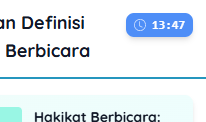 an Definisi
Berbicara
13:47
Hakikat Berbicara: